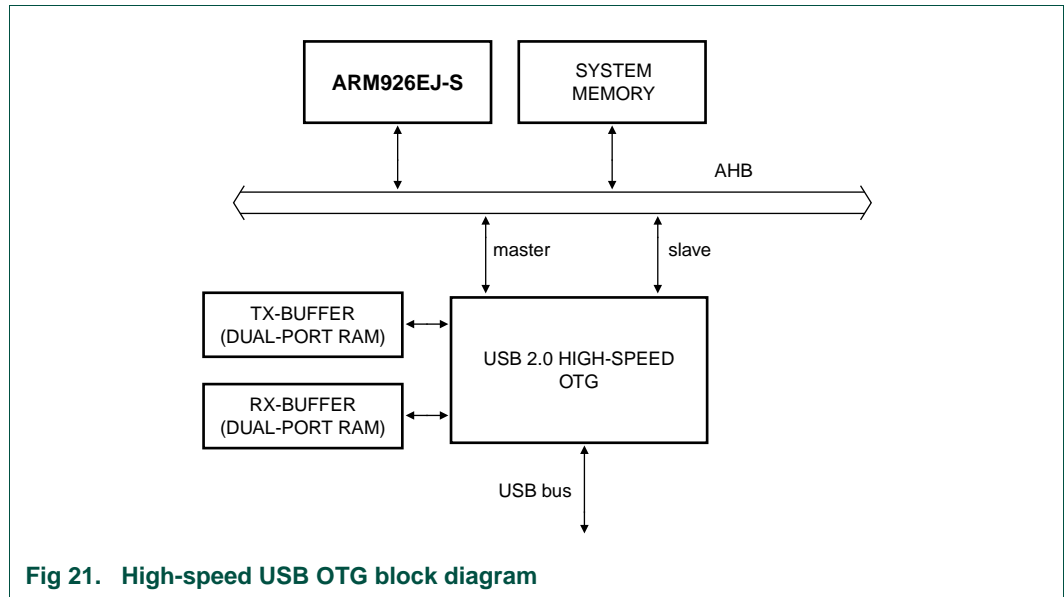 ARM926EJ-S
SYSTEM
MEMORY
AHB
master
slave
TX-BUFFER
(DUAL-PORT RAM)
USB 2.0 HIGH-SPEED
OTG
RX-BUFFER
(DUAL-PORT RAM)
USB bus
Fig 21. High-speed USB OTG block diagram